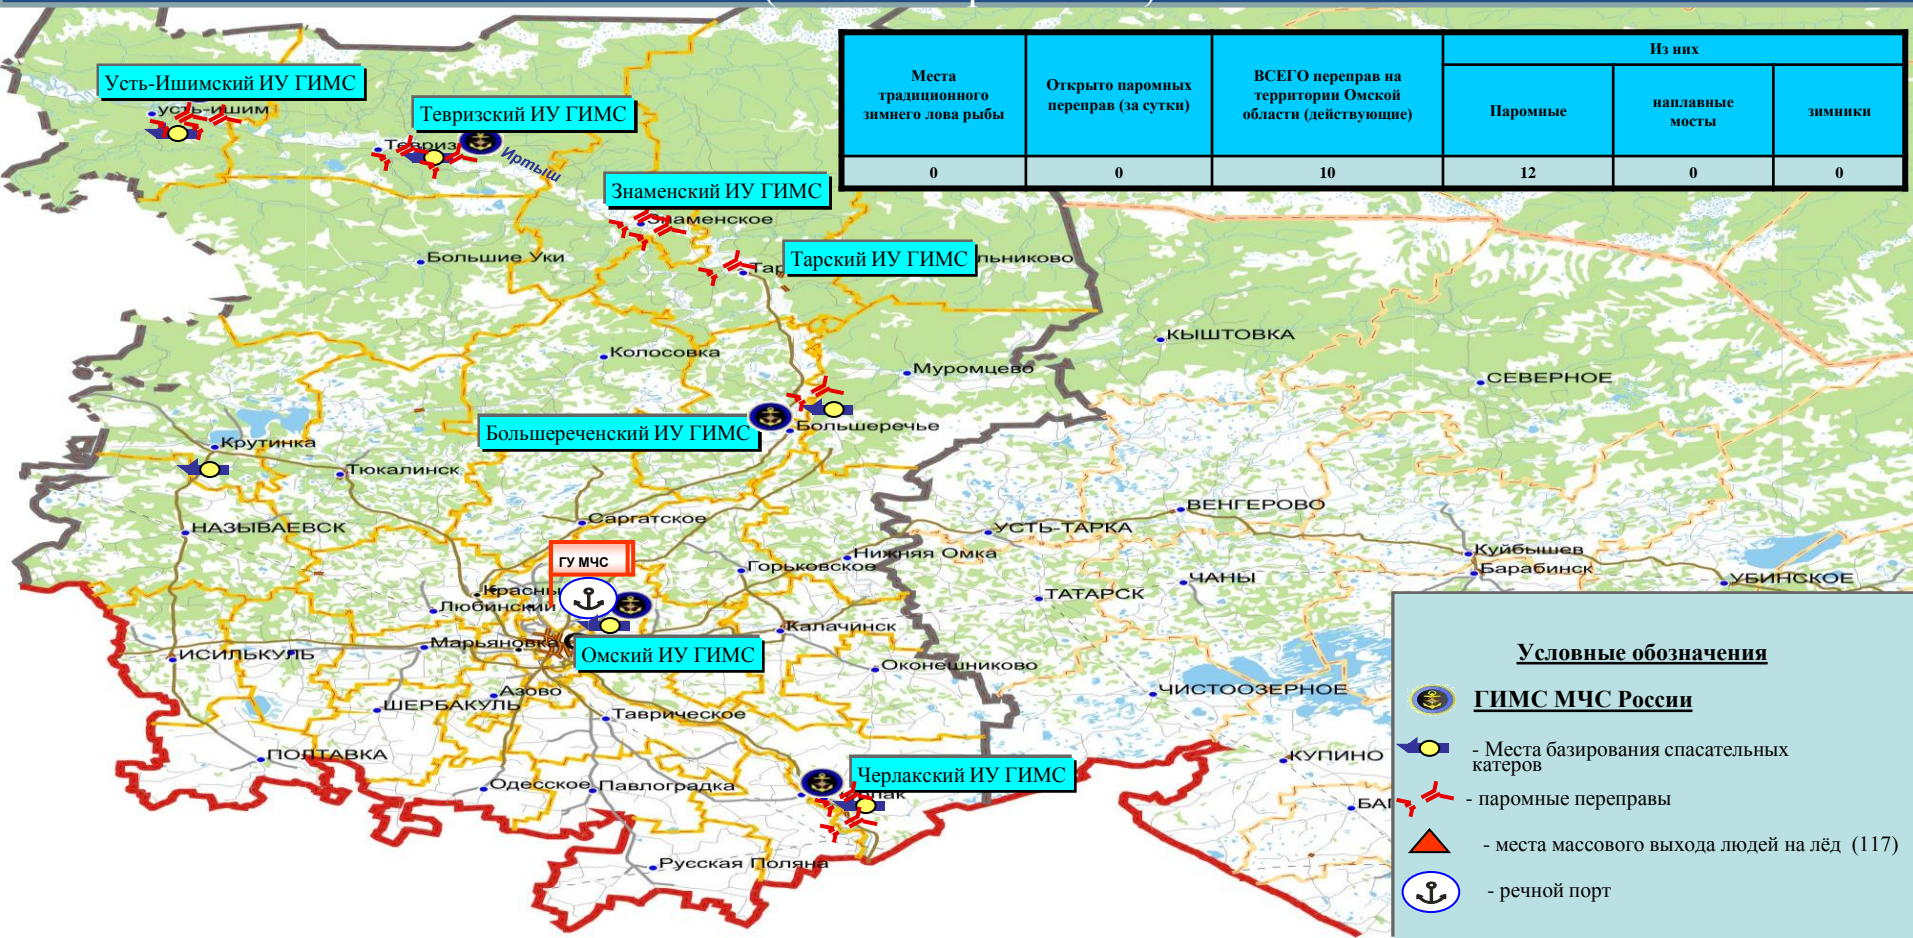 Усть-Ишимский ИУ ГИМС
усть-ишим
Тевризский ИУ ГИМС
Тевриз
Иртыш
Знаменский ИУ ГИМС
Знаменское
Большие Уки
Тарский ИУ ГИМС
Места
традиционного
зимнего лова рыбы
Открыто паромных
переправ (за сутки)
ВСЕГО переправ на
территории Омской
области (действующие)
Из них
Паромные
наплавные
мосты
зимники
0
0
10
12
0
0
КЫШТОВКА
Колосовка
Муромцево
СЕВЕРНОЕ
Большереченский ИУ ГИМС
Большеречье
Крутинка
Тюкалинск
НАЗЫВАЕВСК
Саргатское
ВЕНГЕРОВО
УСТЬ-ТАРКА
Нижняя Омка
Куйбышев
Барабинск
УБИНСКОЕ
ЧАНЫ
ТАТАРСК
ГУ МЧС
Горьковское
Любинский
Марьяновка
Калачинск
Омский ИУ ГИМС
ИСИЛЬКУЛЬ
Оконешниково
Азово
ШЕРБАКУЛЬ
Таврическое
ЧИСТООЗЕРНОЕ
ПОЛТАВКА
КУПИНО
Одесское
Павлоградка
Черлакский ИУ ГИМС
Русская Поляна
Условные обозначения
ГИМС МЧС России
- Места базирования спасательных
катеров
- паромные переправы
- места массового выхода людей на лёд (117)
- речной порт